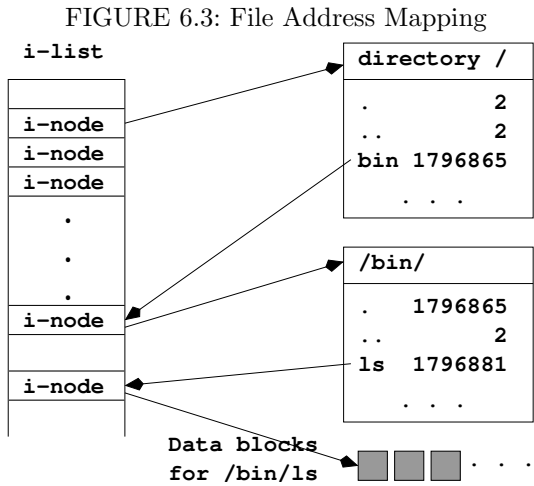 FIGURE 6.3: File Address Mapping
i-list
i-node
i-node
i-node
.
.
.
i-node
i-node
directory /
. 2
.. 2
bin 1796865
. . .
/bin/
. 1796865
.. 2
ls 1796881
. . .
Data blocks
for /bin/ls
. . .